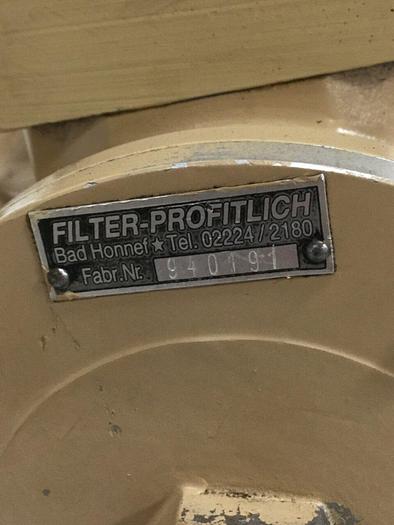 FILTER-PROFITLICH
Bad Honnef ★ Tel. 02224/2180
Fabr.Nr. 940191